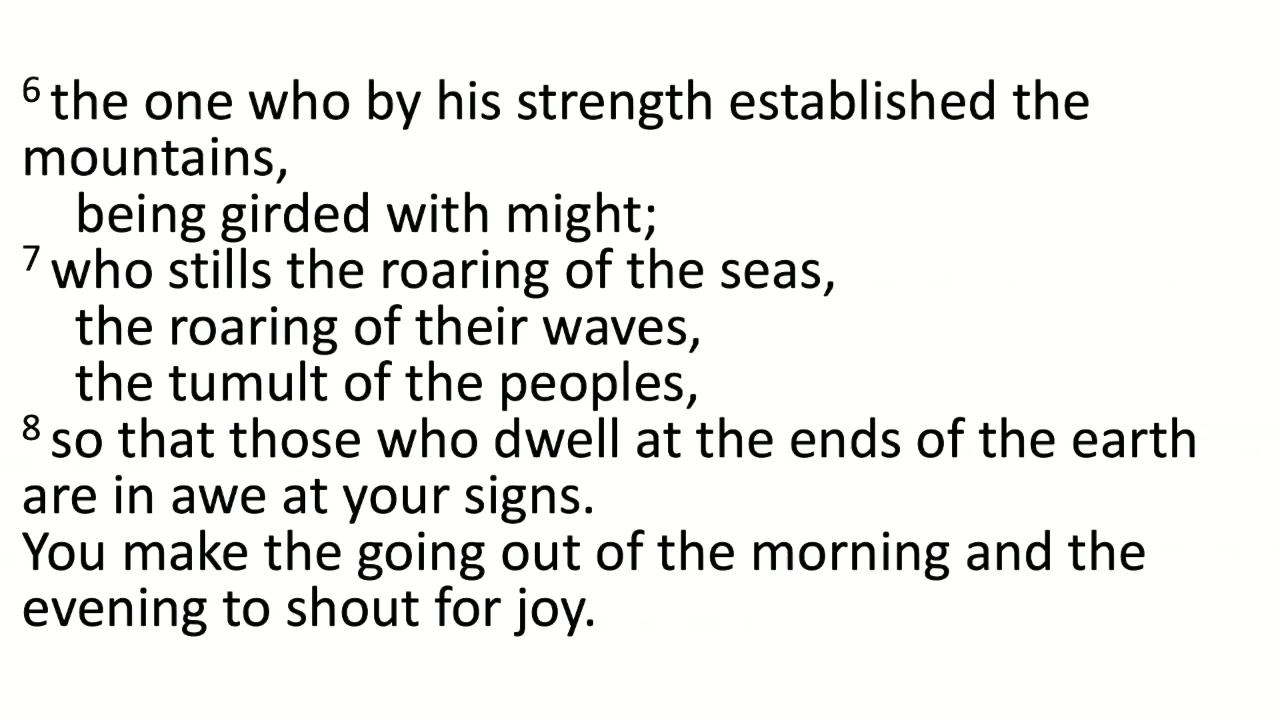 6 the one who by his strength established the
mountains,
being girded with might;
7 who stills the roaring of the seas,
the roaring of their waves,
the tumult of the peoples,
8 so that those who dwell at the ends of the earth
are in awe at your signs.
You make the going out of the morning and the
evening to shout for joy.